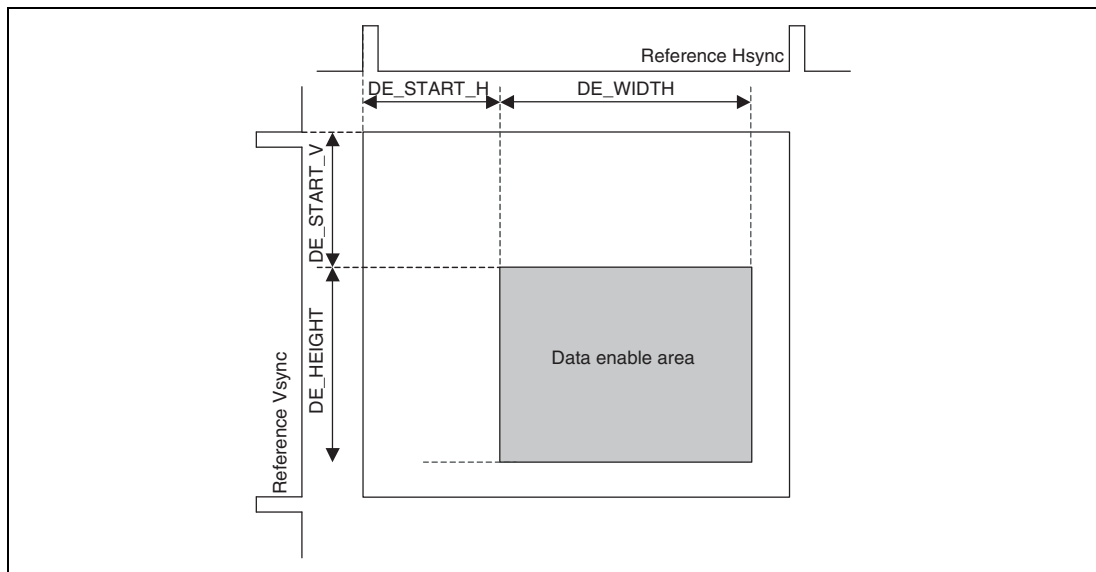 Reference Hsync
DE_START_H
DE_WIDTH
DE_START_V
DE_HEIGHT
Reference Vsync
Data enable area